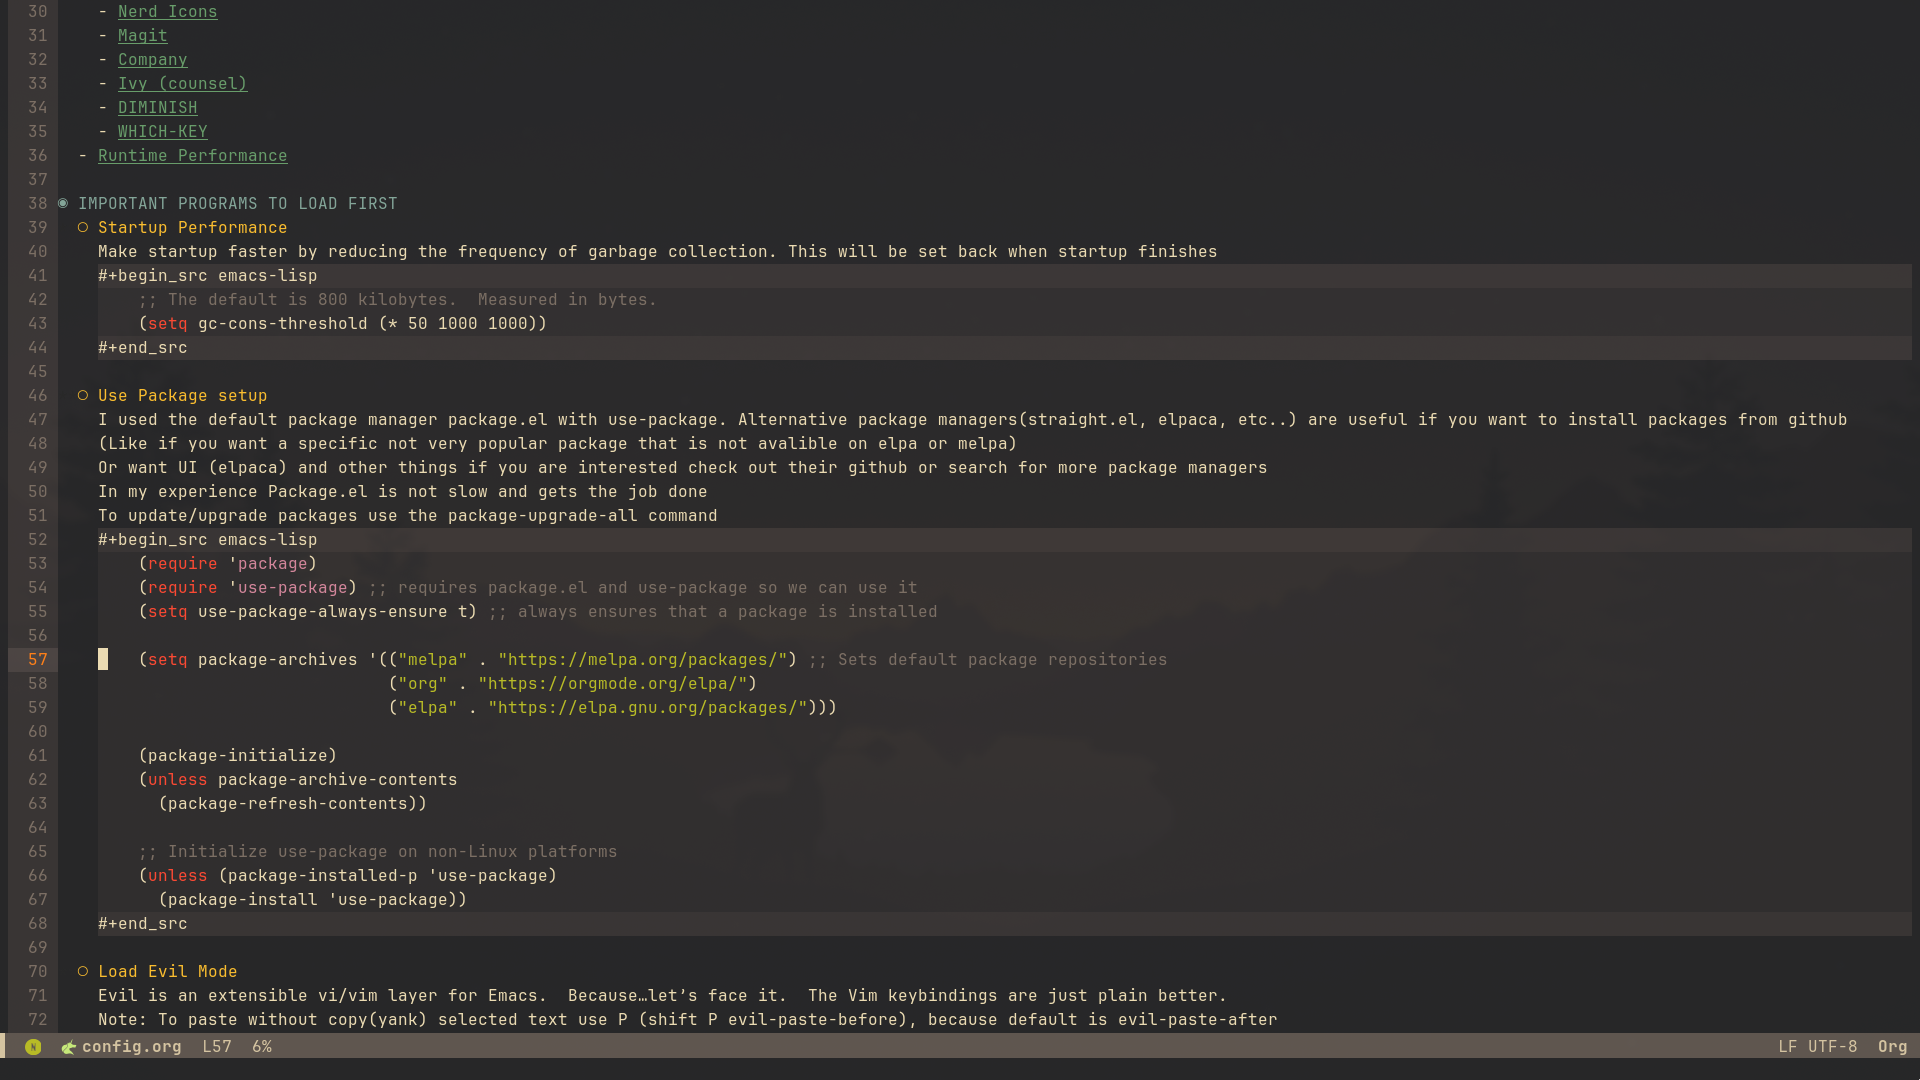 30 - Nerd Icons
31 - Magit
32 - Company
33 - Ivy (counsel)
34 - DIMINISH
35 - WHICH-KEY
36 - Runtime Performance
37
38 ◉ IMPORTANT PROGRAMS TO LOAD FIRST
39 ○ Startup Performance
40 Make startup faster by reducing the frequency of garbage collection. This will be set back when startup finishes
41 #+begin_src emacs-lisp
42 ;; The default is 800 kilobytes.  Measured in bytes.
43 (setq gc-cons-threshold (* 50 1000 1000))
44 #+end_src
45
46 ○ Use Package setup
47 I used the default package manager package.el with use-package. Alternative package managers(straight.el, elpaca, etc..) are useful if you want to install packages from github
48 (Like if you want a specific not very popular package that is not avalible on elpa or melpa)
49 Or want UI (elpaca) and other things if you are interested check out their github or search for more package managers
50 In my experience Package.el is not slow and gets the job done
51 To update/upgrade packages use the package-upgrade-all command
52 #+begin_src emacs-lisp
53 (require 'package)
54 (require 'use-package) ;; requires package.el and use-package so we can use it
55 (setq use-package-always-ensure t) ;; always ensures that a package is installed
56
57 (setq package-archives '(("melpa" . "https://melpa.org/packages/") ;; Sets default package repositories
58 ("org" . "https://orgmode.org/elpa/")
59 ("elpa" . "https://elpa.gnu.org/packages/")))
60
61 (package-initialize)
62 (unless package-archive-contents
63 (package-refresh-contents))
64
65 ;; Initialize use-package on non-Linux platforms
66 (unless (package-installed-p 'use-package)
67 (package-install 'use-package))
68 #+end_src
69
70 ○ Load Evil Mode
71 Evil is an extensible vi/vim layer for Emacs.  Because…let’s face it.  The Vim keybindings are just plain better.
72 Note: To paste without copy(yank) selected text use P (shift P evil-paste-before), because default is evil-paste-after
N config.org L57 6% LF UTF-8 Org